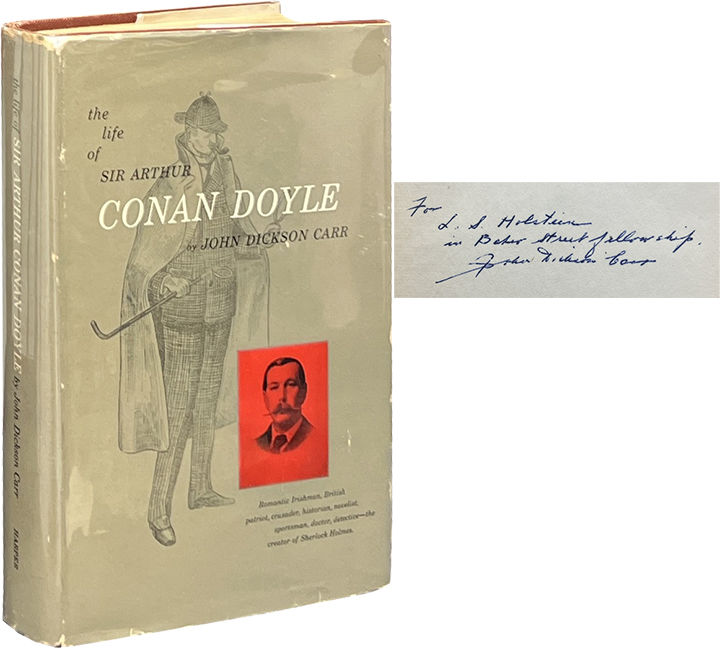 the life of SIR ARTHUR CONAN DOYLE by John Dickson Carr HARPER
the
life
of
SIR ARTHUR
CONAN DOYLE
by JOHN DICKSON CARR
Romantic Irishman, British
patriot, crusader, historian, novelist,
sportsman, doctor, detective—the
creator of Sherlock Holmes.
For
L. S. Holstein
in Baker Street fellowship.
John Dickson Carr